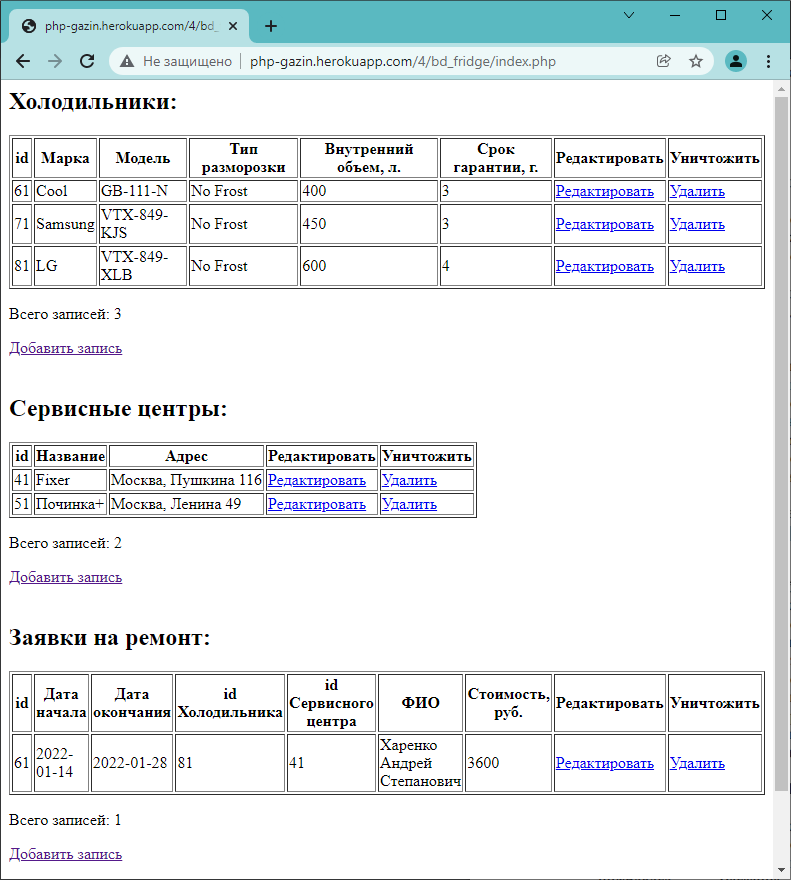 php-gazin.herokuapp.com/4/bd_
Не защищено
php-gazin.herokuapp.com/4/bd_fridge/index.php
Холодильники:
id Марка Модель Тип разморозки Внутренний объем, л. Срок гарантии, г. Редактировать Уничтожить
61 Cool GB-111-N No Frost 400 3 Редактировать Удалить
71 Samsung VTX-849-KJS No Frost 450 3 Редактировать Удалить
81 LG VTX-849-XLB No Frost 600 4 Редактировать Удалить
Всего записей: 3
Добавить запись
Сервисные центры:
id Название Адрес Редактировать Уничтожить
41 Fixer Москва, Пушкина 116 Редактировать Удалить
51 Починка+ Москва, Ленина 49 Редактировать Удалить
Всего записей: 2
Добавить запись
Заявки на ремонт:
id Дата начала Дата окончания id Холодильника id Сервисного центра ФИО Стоимость, руб. Редактировать Уничтожить
61 2022-01-14 2022-01-28 81 41 Харенко Андрей Степанович 3600 Редактировать Удалить
Всего записей: 1
Добавить запись